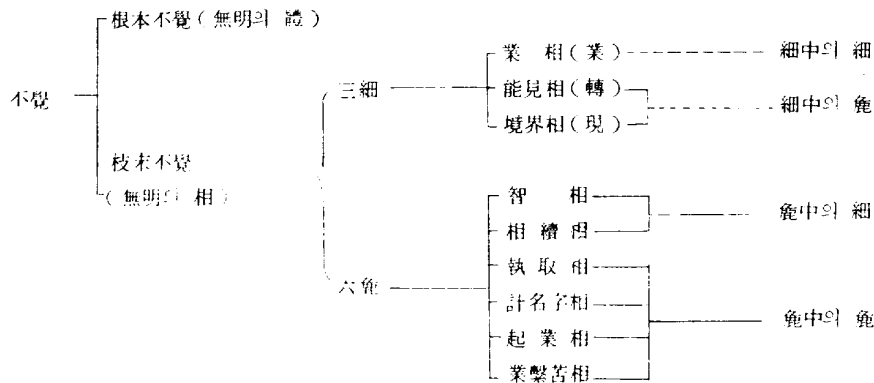 不覺
根本不覺 (無明의 體)
枝末不覺
(無明의 相)
三細
業 相 (業)
能見相 (轉)
境界相 (現)
細中의 細
細中의 麁
六麁
智 相
相續相
執取相
計名字相
起業相
業繫苦相
麁中의 細
麁中의 麁